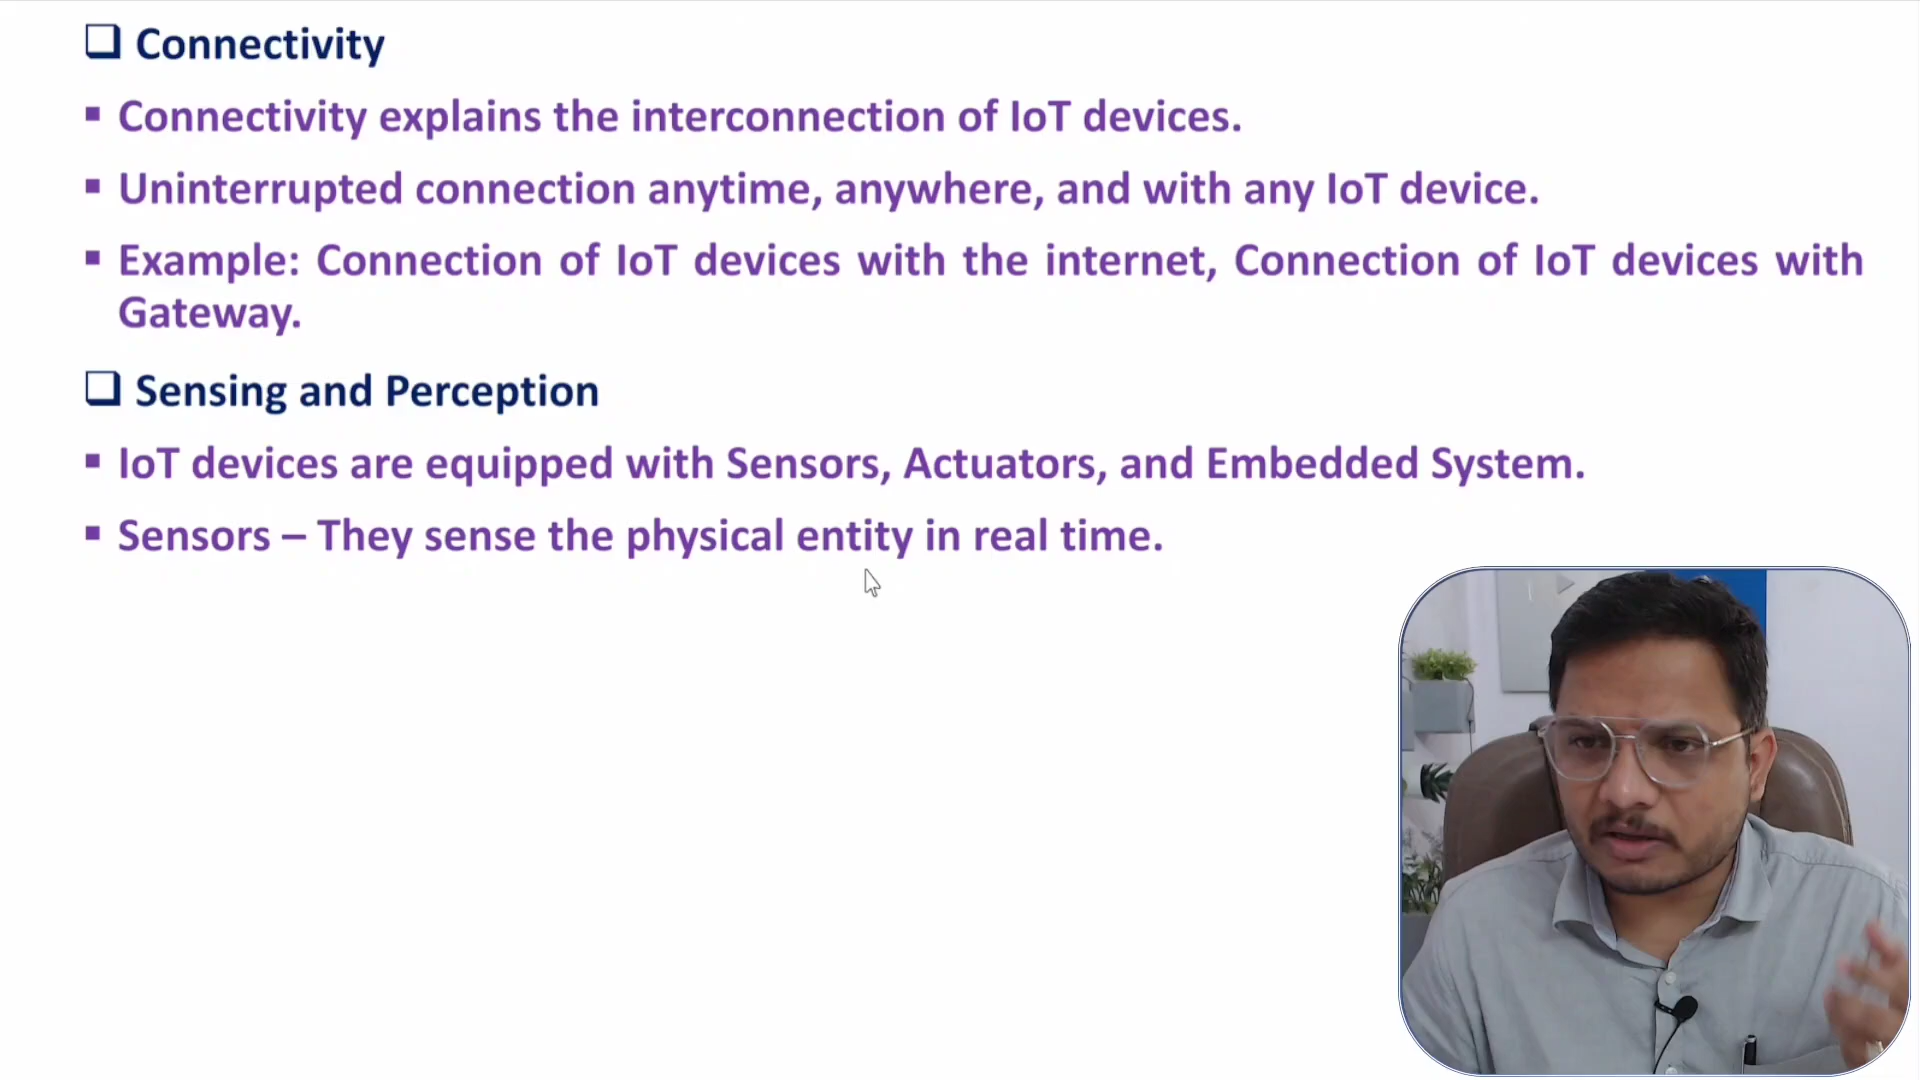 Connectivity
Connectivity explains the interconnection of IoT devices.
Uninterrupted connection anytime, anywhere, and with any IoT device.
Example: Connection of IoT devices with the internet, Connection of IoT devices with
Gateway.
Sensing and Perception
IoT devices are equipped with Sensors, Actuators, and Embedded System.
Sensors – They sense the physical entity in real time.